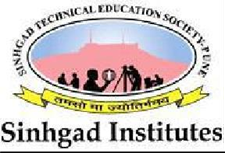 SINHGAD TECHNICAL EDUCATION SOCIETY-PUNE
तमसो मा ज्योतिर्गमय
Sinhgad Institutes